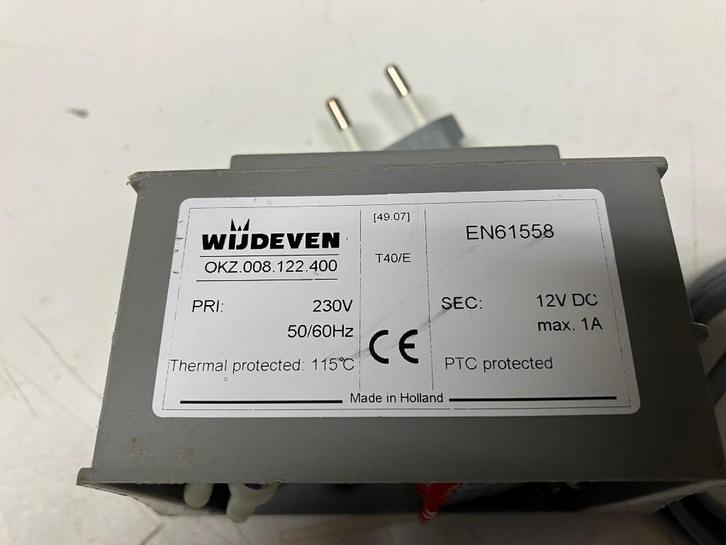 WIJDEVEN
OKZ.008.122.400
[49.07]
T40/E
EN61558
PRI: 230V
50/60Hz
SEC: 12V DC
max. 1A
Thermal protected: 115°C
CE
PTC protected
Made in Holland